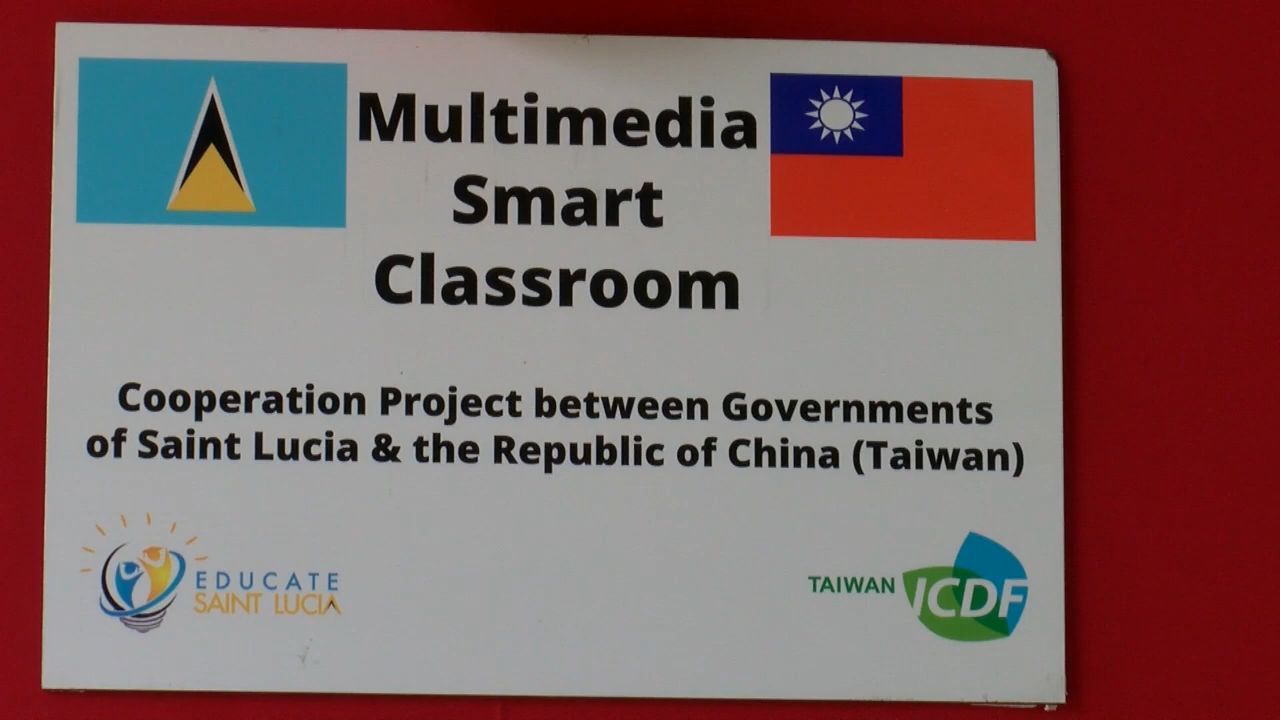 Multimedia
Smart
Classroom
Cooperation Project between Governments
of Saint Lucia & the Republic of China (Taiwan)
EDUCATE
SAINT LUCIA
TAIWAN ICDF